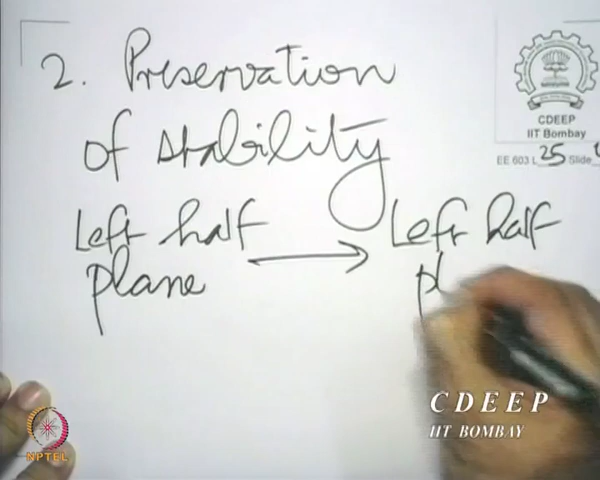 2. Preservation
of stability
Left half Left half
plane → pl
CDEEP
IIT Bombay
EE 603 L 25 Slide
CDEEP
IIT BOMBAY
NPTEL